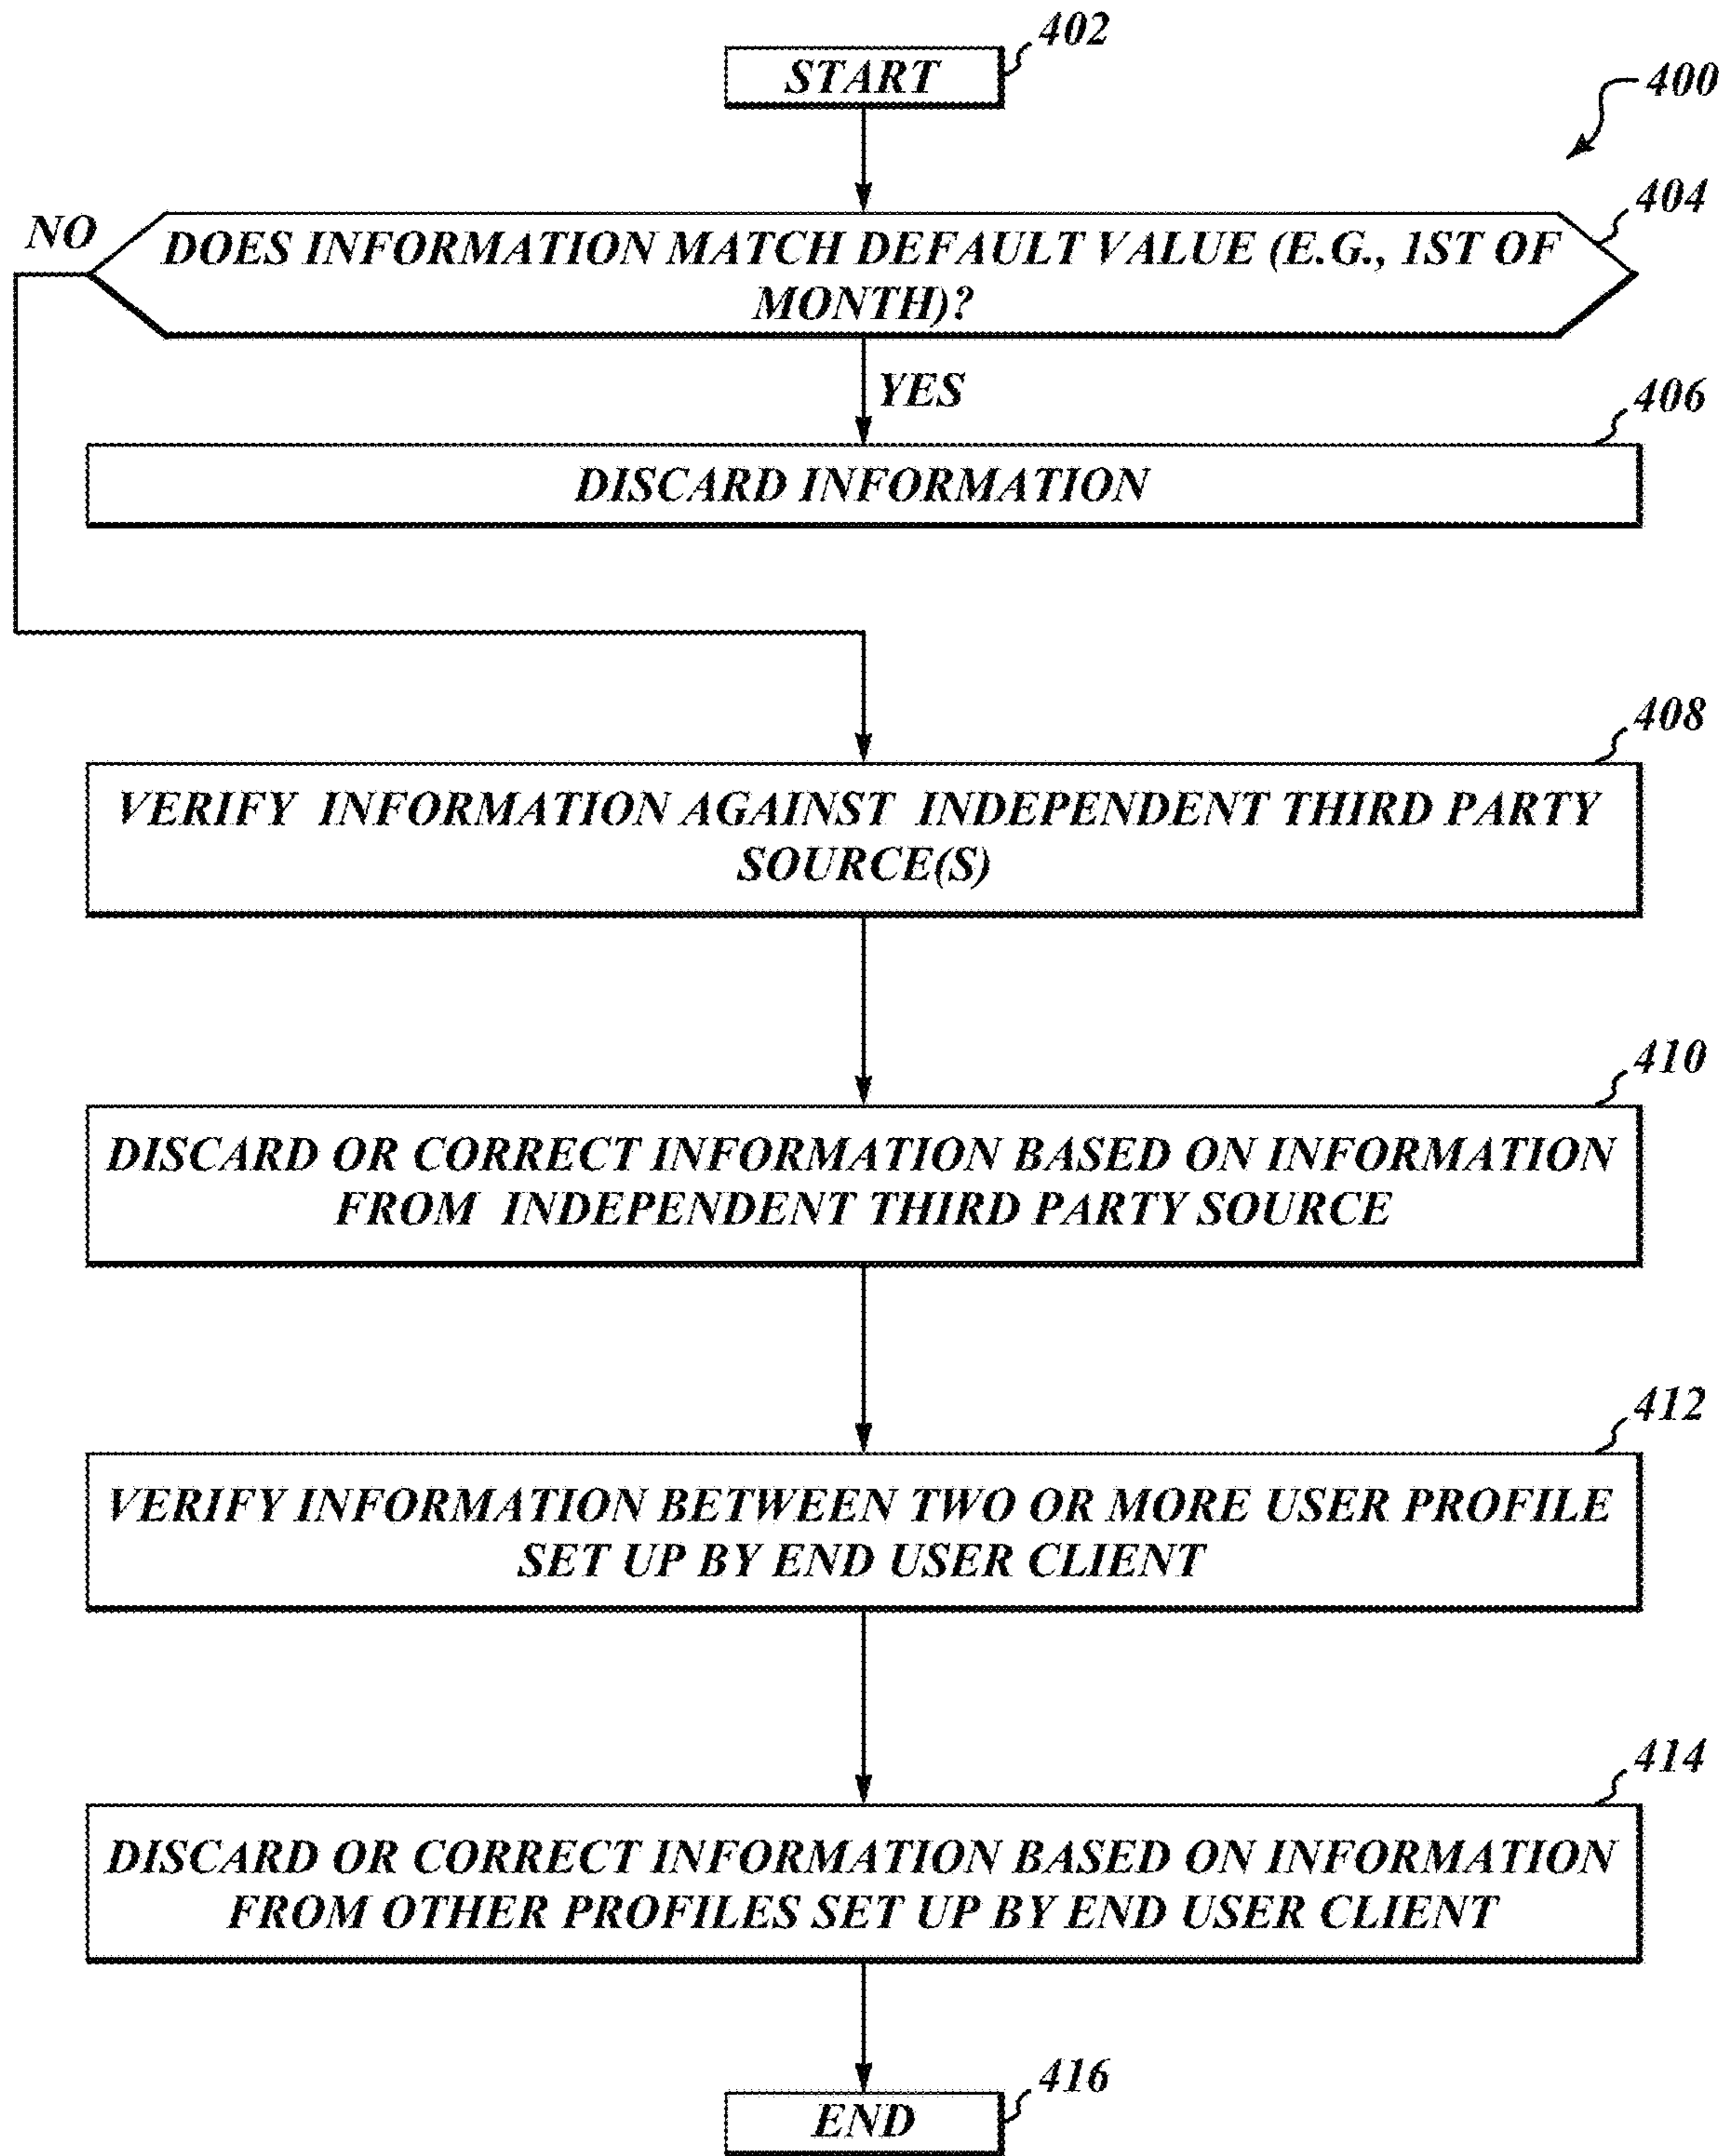 402
START
400
404
NO
DOES INFORMATION MATCH DEFAULT VALUE (E.G., 1ST OF
MONTH)?
YES
406
DISCARD INFORMATION
408
VERIFY INFORMATION AGAINST INDEPENDENT THIRD PARTY
SOURCE(S)
410
DISCARD OR CORRECT INFORMATION BASED ON INFORMATION
FROM INDEPENDENT THIRD PARTY SOURCE
412
VERIFY INFORMATION BETWEEN TWO OR MORE USER PROFILE
SET UP BY END USER CLIENT
414
DISCARD OR CORRECT INFORMATION BASED ON INFORMATION
FROM OTHER PROFILES SET UP BY END USER CLIENT
416
END